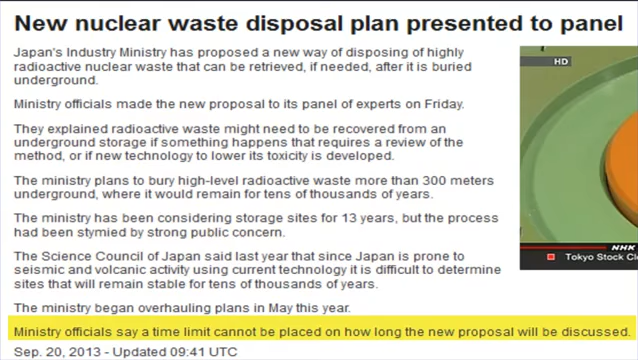 New nuclear waste disposal plan presented to panel
Japan's Industry Ministry has proposed a new way of disposing of highly
radioactive nuclear waste that can be retrieved, if needed, after it is buried
underground.
Ministry officials made the new proposal to its panel of experts on Friday.
They explained radioactive waste might need to be recovered from an
underground storage if something happens that requires a review of the
method, or if new technology to lower its toxicity is developed.
The ministry plans to bury high-level radioactive waste more than 300 meters
underground, where it would remain for tens of thousands of years.
The ministry has been considering storage sites for 13 years, but the process
had been stymied by strong public concern.
The Science Council of Japan said last year that since Japan is prone to
seismic and volcanic activity using current technology it is difficult to determine
sites that will remain stable for tens of thousands of years.
The ministry began overhauling plans in May this year.
Ministry officials say a time limit cannot be placed on how long the new proposal will be discussed.
Sep. 20, 2013 - Updated 09:41 UTC
HD
NHK
Tokyo Stock Cl